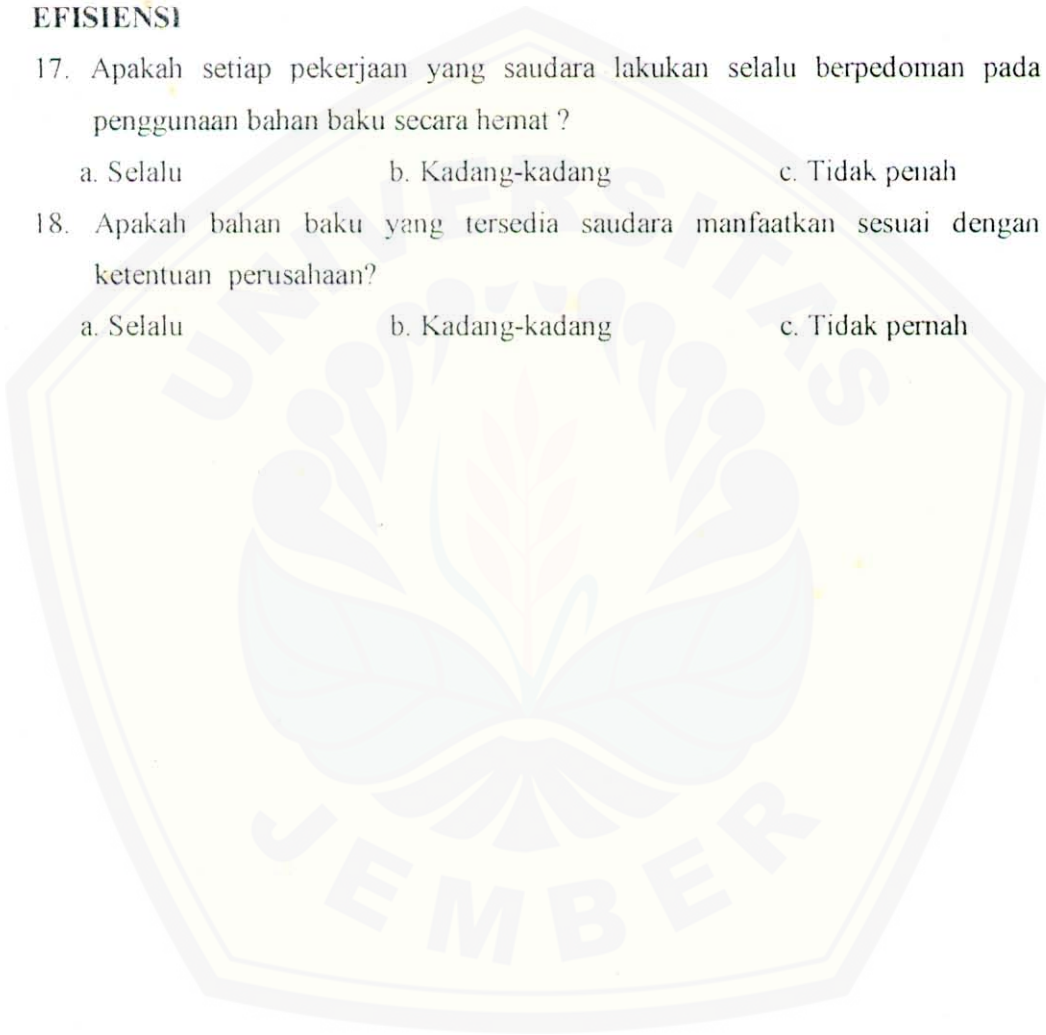 EFISIENSI
17. Apakah setiap pekerjaan yang saudara lakukan selalu berpedoman pada
penggunaan bahan baku secara hemat ?
a. Selalu b. Kadang-kadang c. Tidak penah
18. Apakah bahan baku yang tersedia saudara manfaatkan sesuai dengan
ketentuan perusahaan?
a. Selalu b. Kadang-kadang c. Tidak pernah
UNIVERSITAS
JEMBER